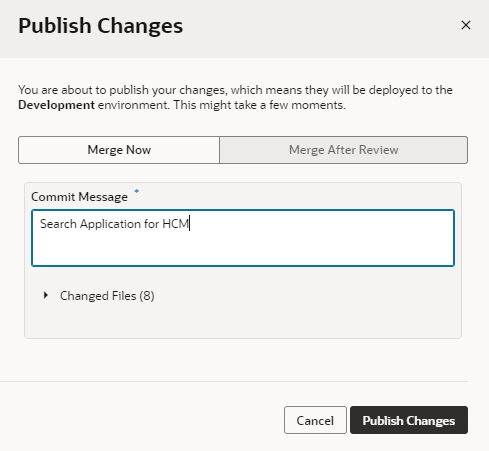 Publish Changes
You are about to publish your changes, which means they will be deployed to the
Development environment. This might take a few moments.
Merge Now
Merge After Review
Commit Message *
Search Application for HCM
Changed Files (8)
Cancel
Publish Changes